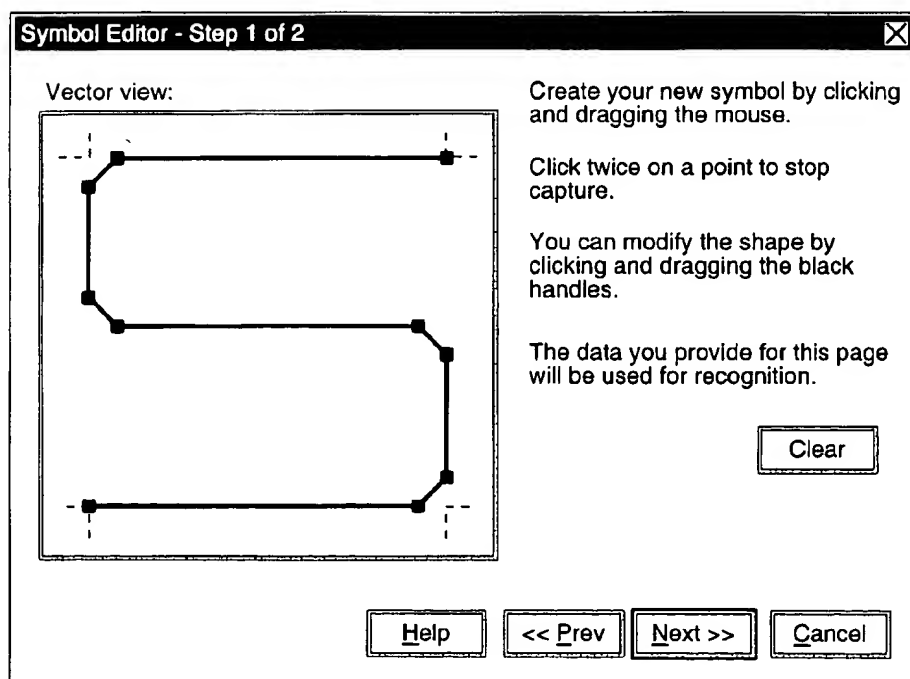 Symbol Editor - Step 1 of 2
Vector view:
Create your new symbol by clicking
and dragging the mouse.
Click twice on a point to stop
capture.
You can modify the shape by
clicking and dragging the black
handles.
The data you provide for this page
will be used for recognition.
Clear
Help
<< Prev
Next >>
Cancel